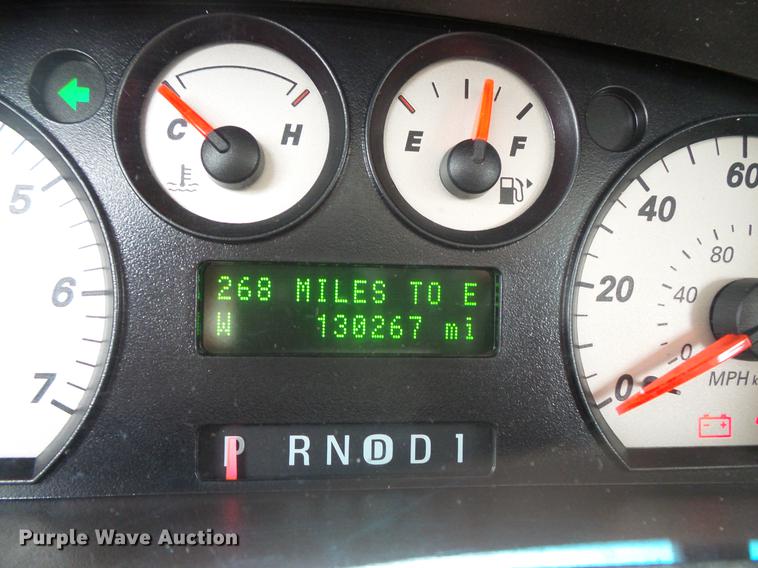 C H
E F
5
6
7
60
40
20
0
80
40
0
MPH
268 MILES TO E
W 130267 mi
P R N D D 1
Purple Wave Auction